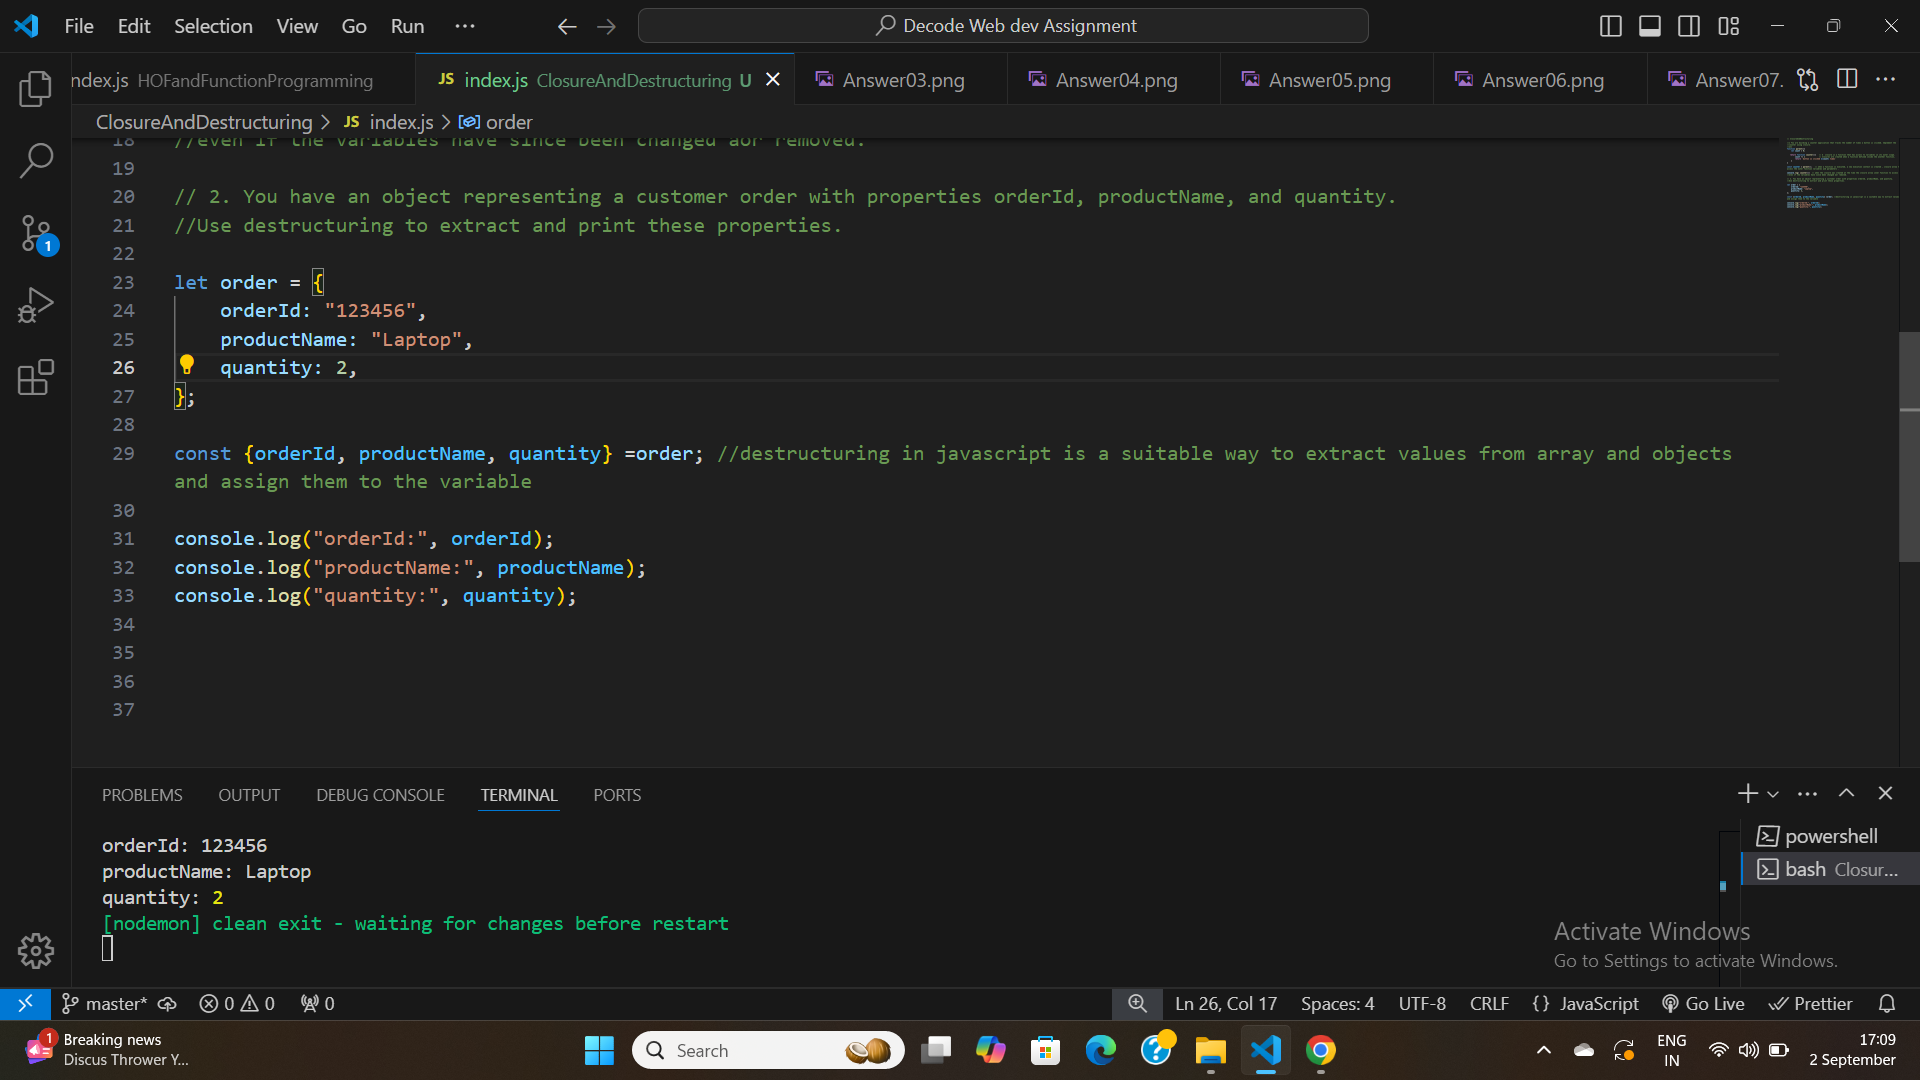 File Edit Selection View Go Run ···
Decode Web dev Assignment
ndex.js HOFandFunctionProgramming
JS index.js ClosureAndDestructuring U
Answer03.png
Answer04.png
Answer05.png
Answer06.png
Answer07.
ClosureAndDestructuring > JS index.js > order
18 //even if the variables have since been changed aor removed.
19
20 // 2. You have an object representing a customer order with properties orderId, productName, and quantity.
21 //Use destructuring to extract and print these properties.
22
23 let order = {
24 orderId: "123456",
25 productName: "Laptop",
26 quantity: 2,
27 };
28
29 const {orderId, productName, quantity} =order; //destructuring in javascript is a suitable way to extract values from array and objects
and assign them to the variable
30
31 console.log("orderId:", orderId);
32 console.log("productName:", productName);
33 console.log("quantity:", quantity);
34
35
36
37
PROBLEMS OUTPUT DEBUG CONSOLE TERMINAL PORTS
orderId: 123456
productName: Laptop
quantity: 2
[nodemon] clean exit - waiting for changes before restart
powershell
bash Closur...
Activate Windows
Go to Settings to activate Windows.
1
master* 0 0 0
Ln 26, Col 17 Spaces: 4 UTF-8 CRLF {} JavaScript Go Live Prettier
1
Breaking news
Discus Thrower Y...
Search
ENG
IN
17:09
2 September